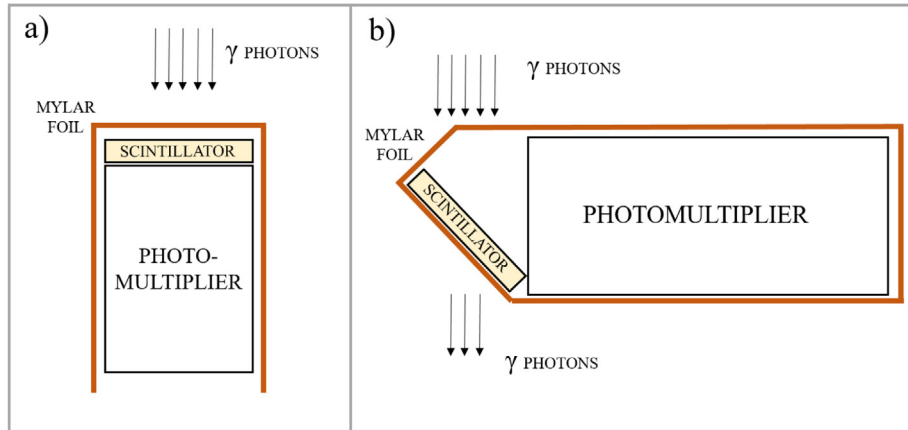 a)
γ PHOTONS
MYLAR
FOIL
SCINTILLATOR
PHOTO-
MULTIPLIER
b)
γ PHOTONS
MYLAR
FOIL
SCINTILLATOR
PHOTOMULTIPLIER
γ PHOTONS